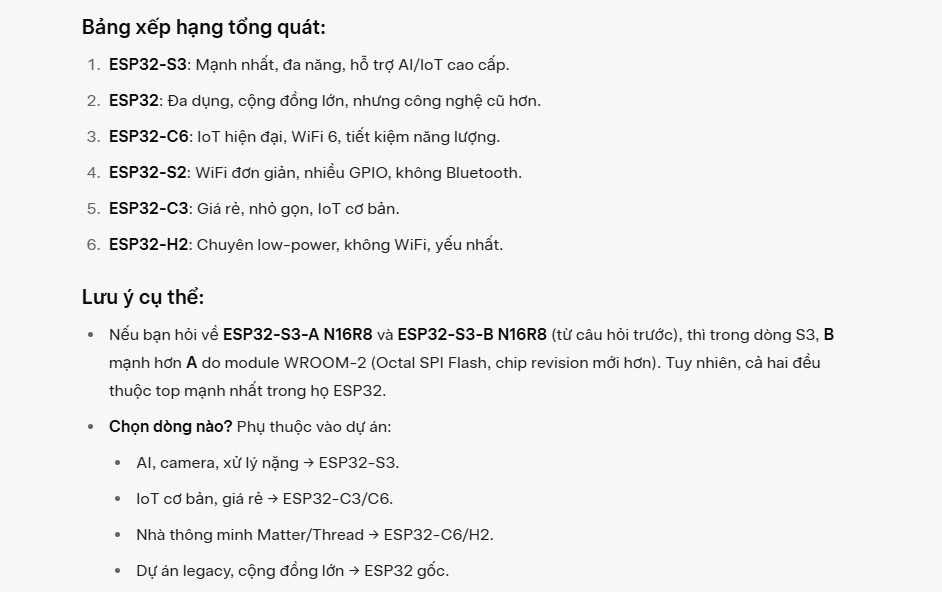 Bảng xếp hạng tổng quát:
1. ESP32-S3: Mạnh nhất, đa năng, hỗ trợ AI/IoT cao cấp.
2. ESP32: Đa dụng, cộng đồng lớn, nhưng công nghệ cũ hơn.
3. ESP32-C6: IoT hiện đại, WiFi 6, tiết kiệm năng lượng.
4. ESP32-S2: WiFi đơn giản, nhiều GPIO, không Bluetooth.
5. ESP32-C3: Giá rẻ, nhỏ gọn, IoT cơ bản.
6. ESP32-H2: Chuyên low-power, không WiFi, yếu nhất.
Lưu ý cụ thể:
• Nếu bạn hỏi về ESP32-S3-A N16R8 và ESP32-S3-B N16R8 (từ câu hỏi trước), thì trong dòng S3, B
mạnh hơn A do module WROOM-2 (Octal SPI Flash, chip revision mới hơn). Tuy nhiên, cả hai đều
thuộc top mạnh nhất trong họ ESP32.
• Chọn dòng nào? Phụ thuộc vào dự án:
• AI, camera, xử lý nặng → ESP32-S3.
• IoT cơ bản, giá rẻ → ESP32-C3/C6.
• Nhà thông minh Matter/Thread → ESP32-C6/H2.
• Dự án legacy, cộng đồng lớn → ESP32 gốc.